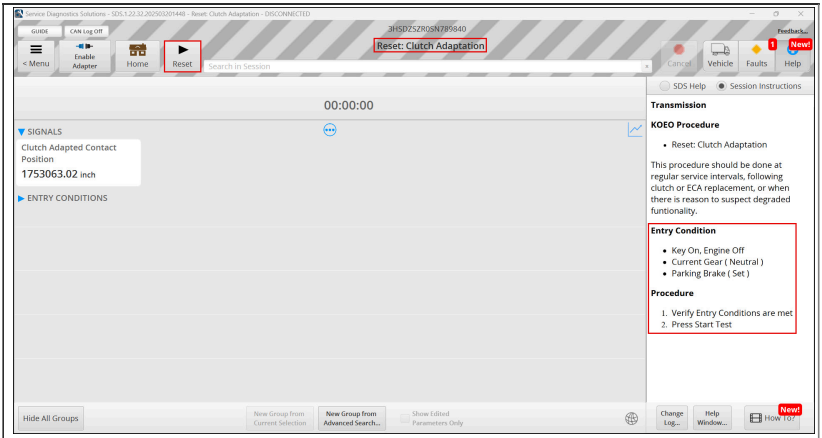 Service Diagnostics Solutions - SDS.1.22.32.202503201448 - Reset: Clutch Adaptation - DISCONNECTED
GUIDE
CAN Log Off
3HSDZSZR0SN789840
Feedback...
< Menu
Enable
Adapter
Home
Reset
Reset: Clutch Adaptation
Search in Session
Cancel
Vehicle
1
Faults
New!
Help
SDS Help
Session Instructions
00:00:00
SIGNALS
Clutch Adapted Contact
Position
1753063.02 inch
ENTRY CONDITIONS
Transmission
KOEO Procedure
• Reset: Clutch Adaptation
This procedure should be done at
regular service intervals, following
clutch or ECA replacement, or when
there is reason to suspect degraded
funtionality.
Entry Condition
• Key On, Engine Off
• Current Gear ( Neutral )
• Parking Brake ( Set )
Procedure
1. Verify Entry Conditions are met
2. Press Start Test
Hide All Groups
New Group from
Current Selection
New Group from
Advanced Search...
Show Edited
Parameters Only
Change
Log...
Help
Window...
New!
How To?